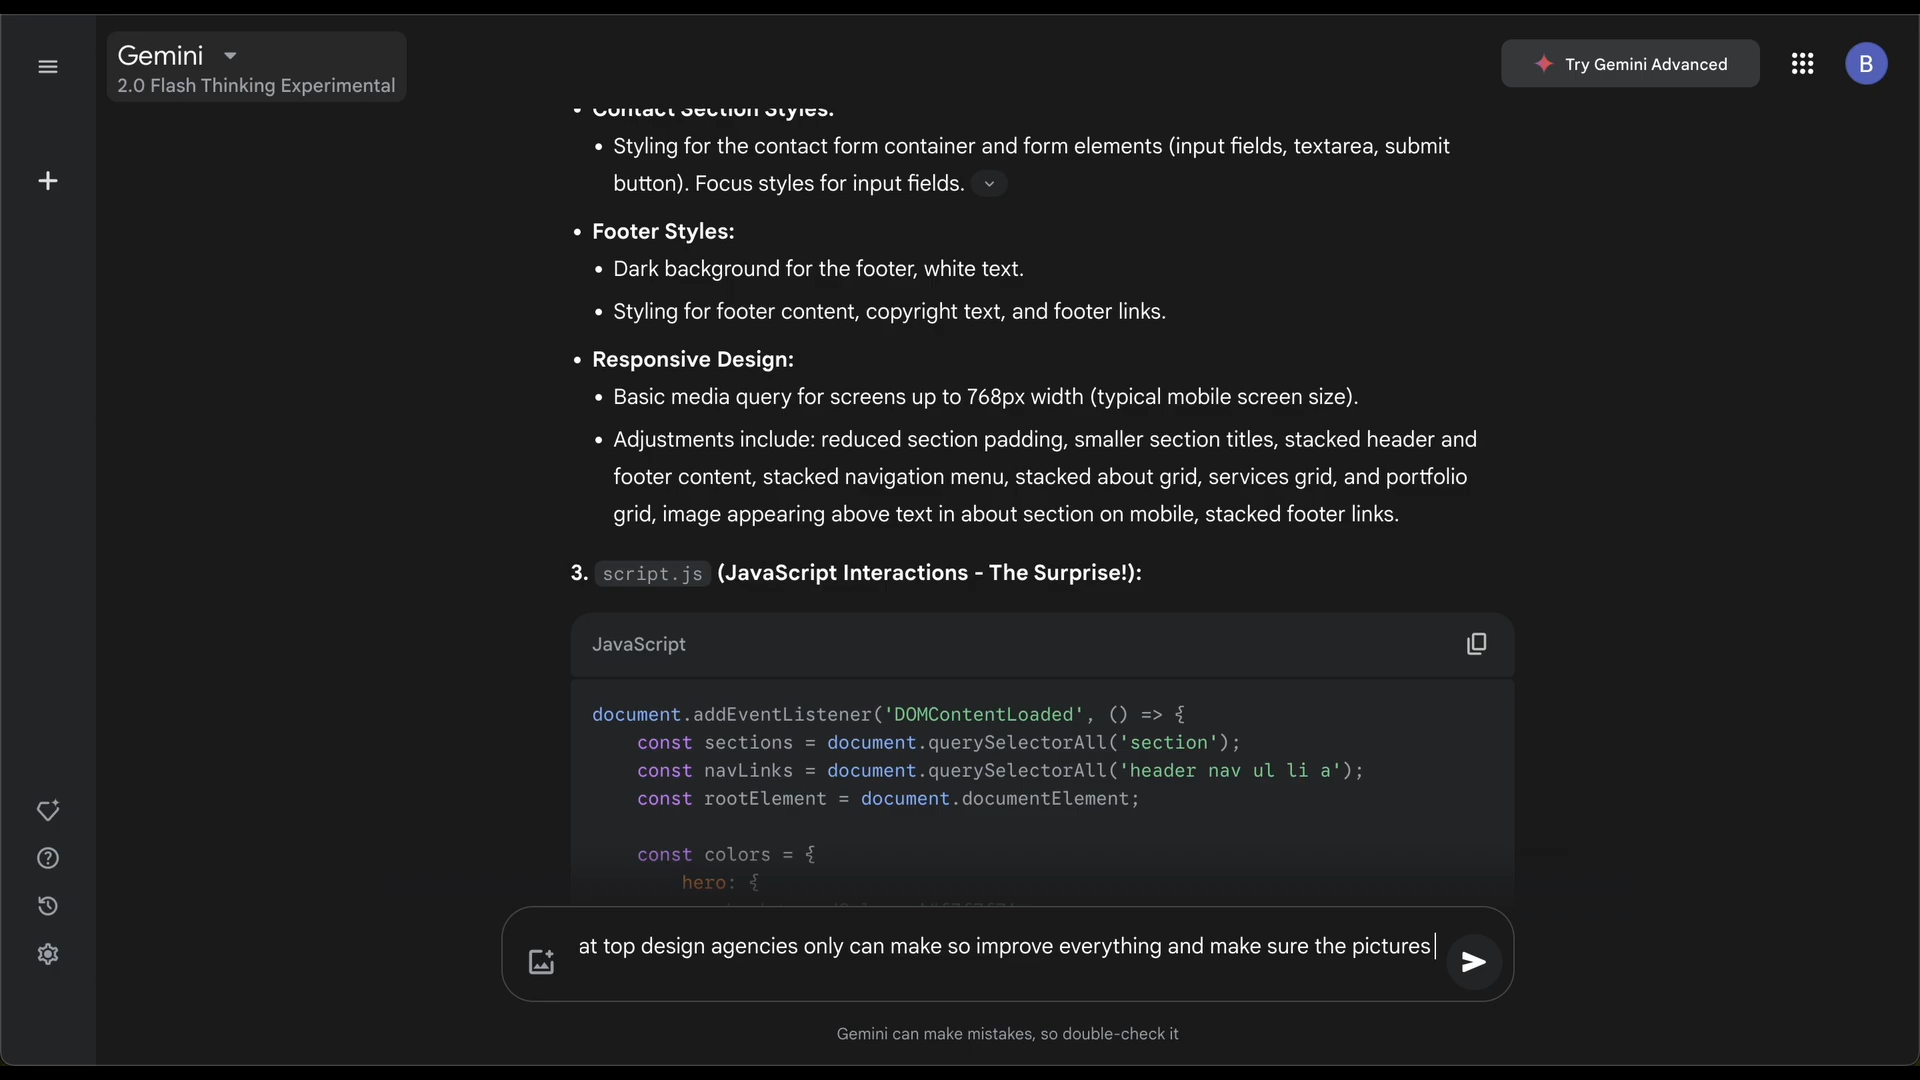 Gemini
2.0 Flash Thinking Experimental
Try Gemini Advanced
B
• Contact Section Styles:
• Styling for the contact form container and form elements (input fields, textarea, submit
button). Focus styles for input fields.
• Footer Styles:
• Dark background for the footer, white text.
• Styling for footer content, copyright text, and footer links.
• Responsive Design:
• Basic media query for screens up to 768px width (typical mobile screen size).
• Adjustments include: reduced section padding, smaller section titles, stacked header and
footer content, stacked navigation menu, stacked about grid, services grid, and portfolio
grid, image appearing above text in about section on mobile, stacked footer links.
3. script.js (JavaScript Interactions - The Surprise!):
JavaScript
document.addEventListener('DOMContentLoaded', () => {
    const sections = document.querySelectorAll('section');
    const navLinks = document.querySelectorAll('header nav ul li a');
    const rootElement = document.documentElement;
    const colors = {
        hero: {
at top design agencies only can make so improve everything and make sure the pictures
Gemini can make mistakes, so double-check it